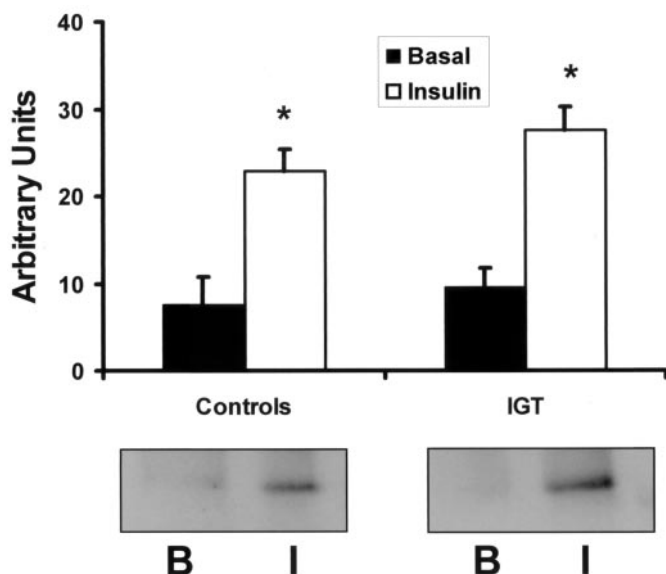 40
Basal
Insulin
*
*
30
20
10
0
Arbitrary Units
Controls
IGT
B
I
B
I